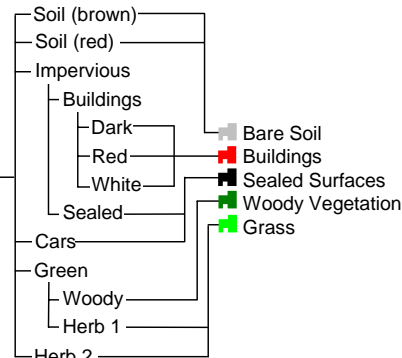 Soil (brown)
Soil (red)
Impervious
Buildings
Dark
Red
White
Sealed
Cars
Green
Woody
Herb 1
Herb 2
Bare Soil
Buildings
Sealed Surfaces
Woody Vegetation
Grass